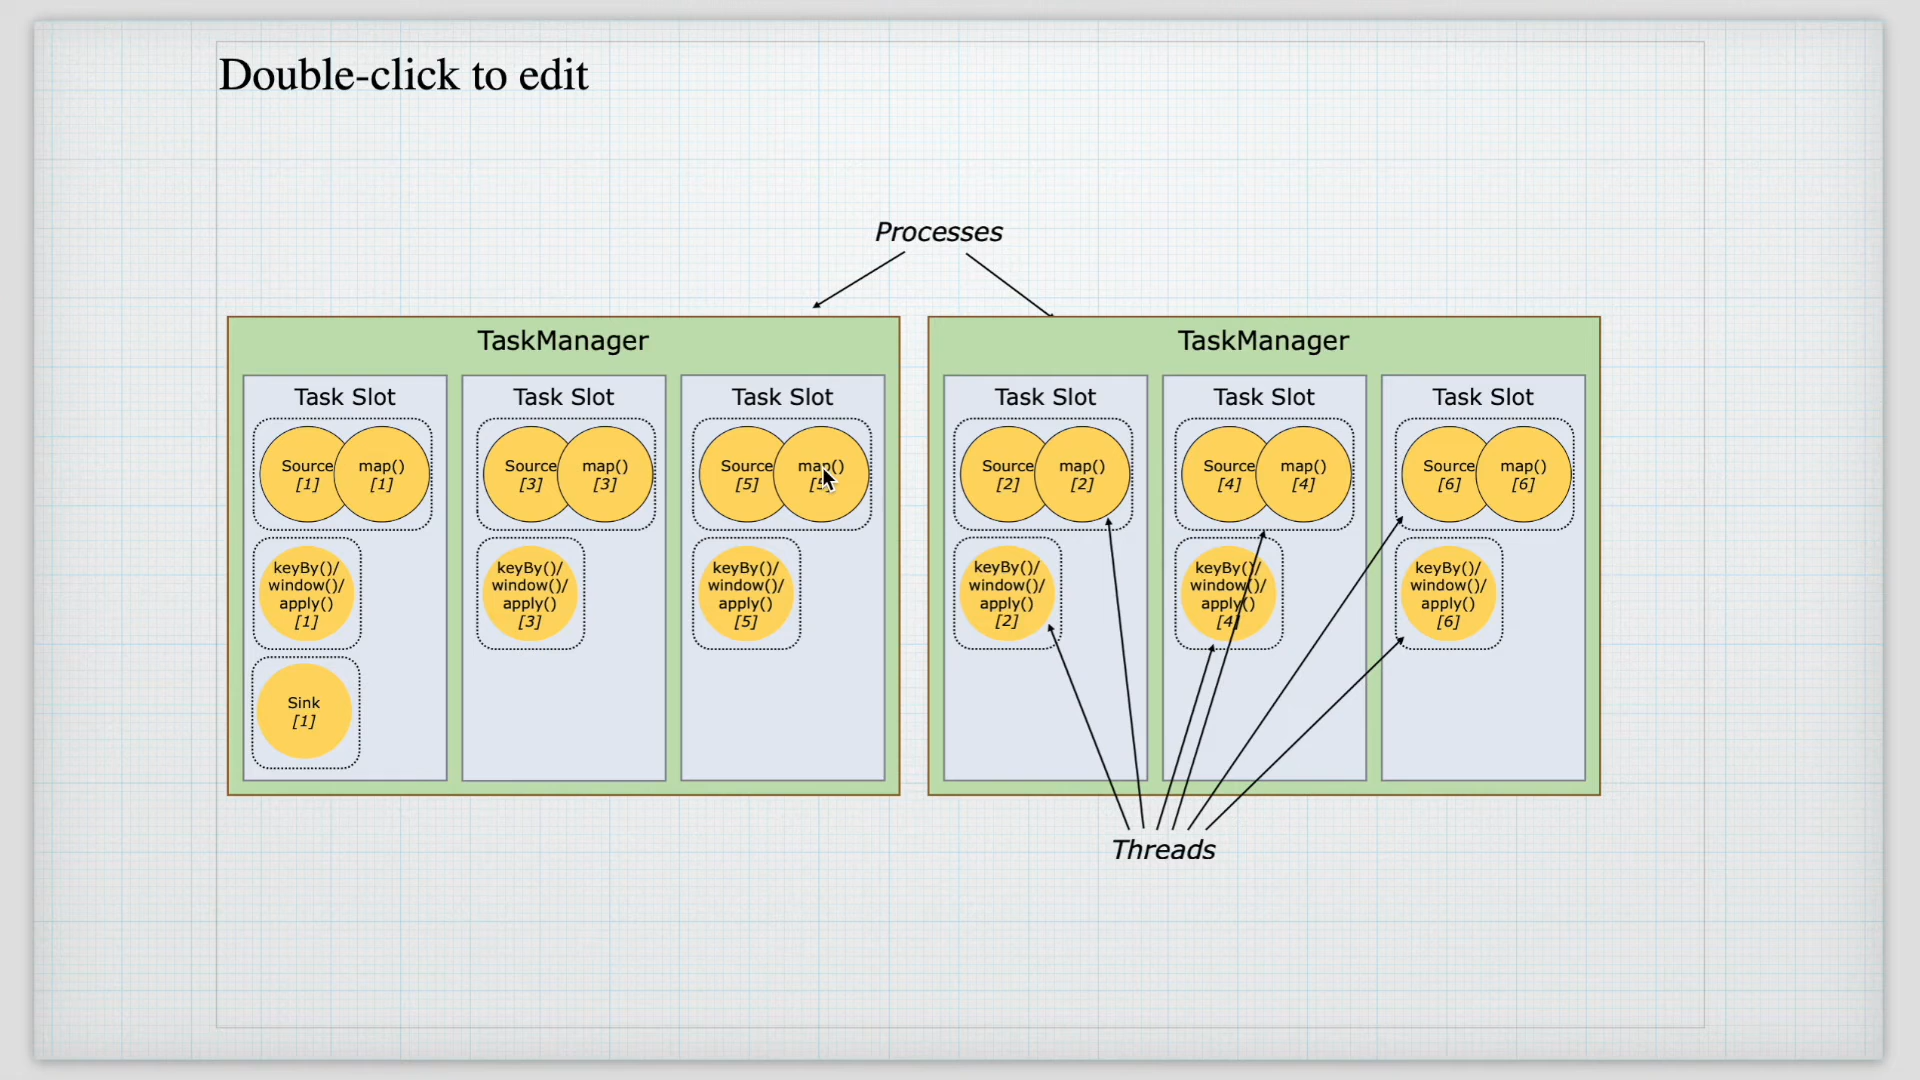 Double-click to edit
Processes
TaskManager
Task Slot
Source
[1]
map()
[1]
keyBy()/
window()/
apply()
[1]
Sink
[1]
Task Slot
Source
[3]
map()
[3]
keyBy()/
window()/
apply()
[3]
Task Slot
Source
[5]
map()
keyBy()/
window()/
apply()
[5]
TaskManager
Task Slot
Source
[2]
map()
[2]
keyBy()/
window()/
apply()
[2]
Task Slot
Source
[4]
map()
[4]
keyBy()/
window()/
apply()
[4]
Task Slot
Source
[6]
map()
[6]
keyBy()/
window()/
apply()
[6]
Threads